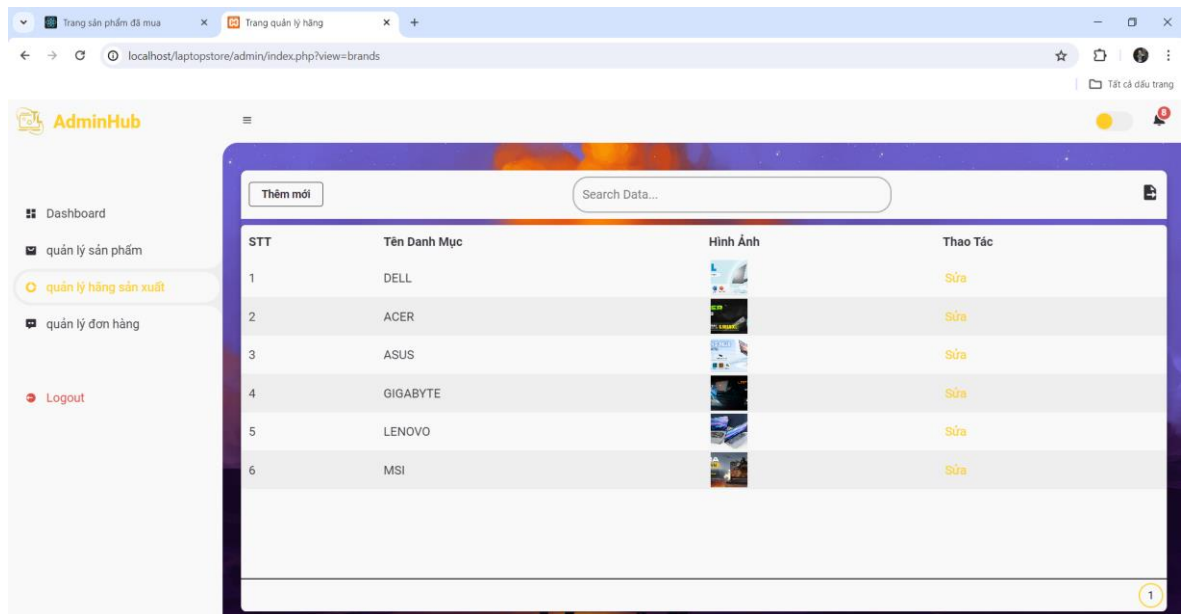 Trang sản phẩm đã mua
Trang quản lý hãng
localhost/laptopstore/admin/index.php?view=brands
Tất cả dấu trang
AdminHub
8
Thêm mới
Search Data...
Dashboard
quản lý sản phẩm
quản lý hãng sản xuất
quản lý đơn hàng
Logout
STT Tên Danh Mục Hình Ảnh Thao Tác
1 DELL Sửa
2 ACER Sửa
3 ASUS Sửa
4 GIGABYTE Sửa
5 LENOVO Sửa
6 MSI Sửa
1